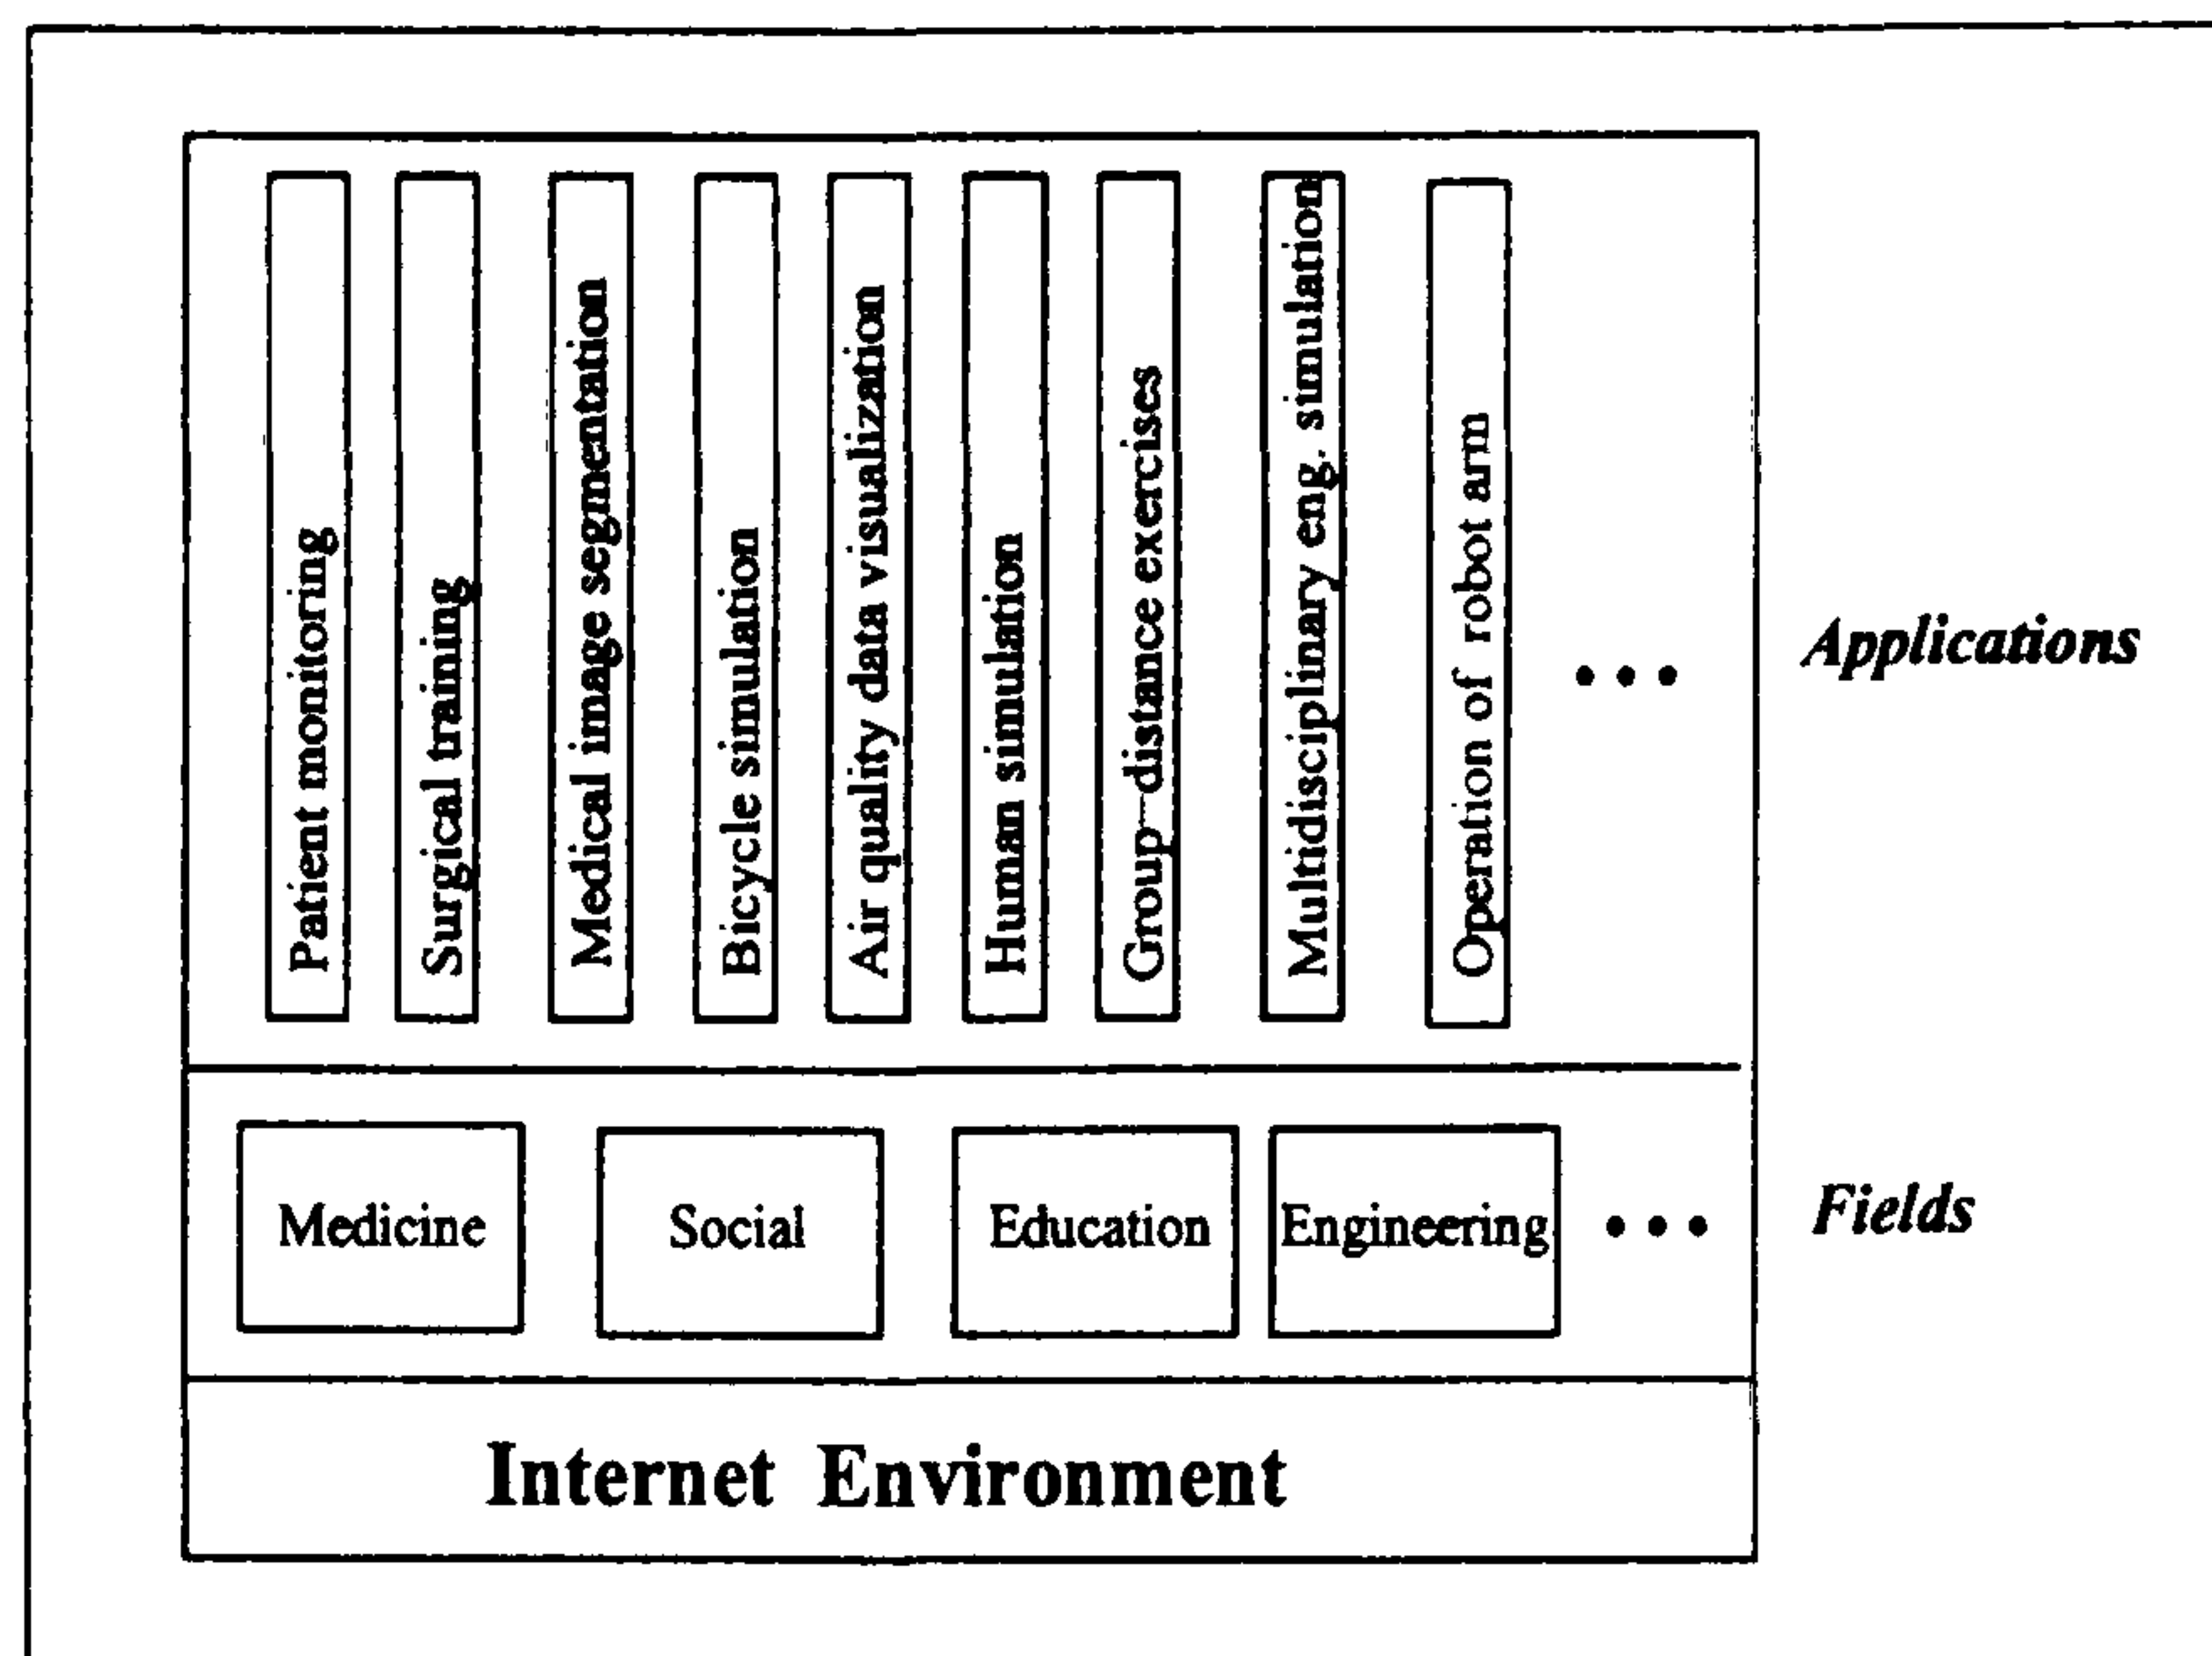 Patient monitoring
Surgical training
Medical image segmentation
Bicycle simulation
Air quality data visualization
Human simulation
Group-distance exercises
Multidisciplinary eng. simulation
Operation of robot arm
• • •
Applications
Medicine
Social
Education
Engineering
• • •
Fields
Internet Environment